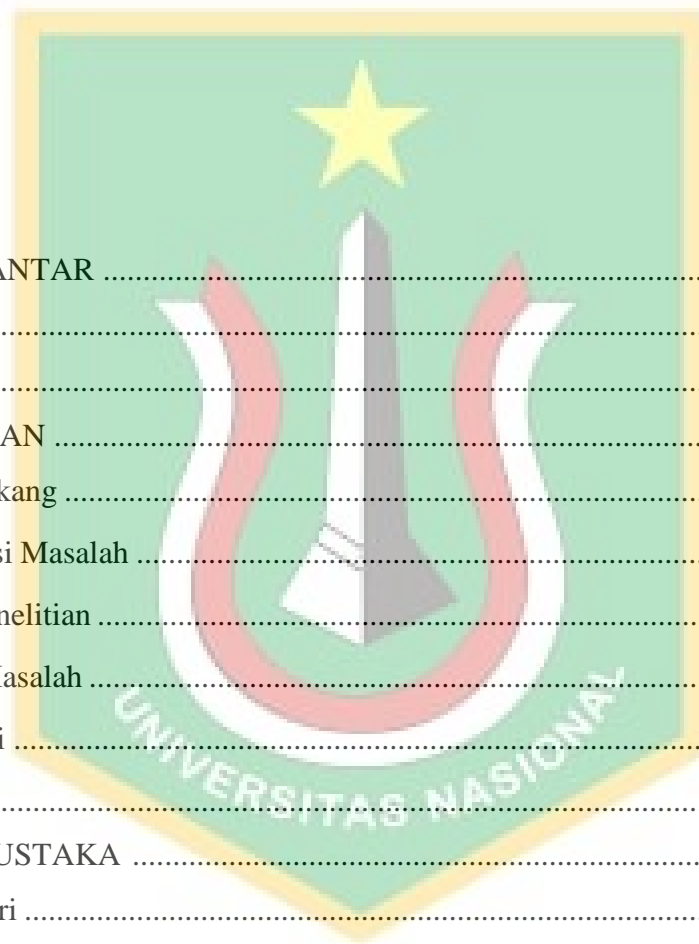 ANTAR ................................................................
................................................................
................................................................
AN ................................................................
kang ................................................................
si Masalah ................................................................
nelitian ................................................................
Masalah ................................................................
i ................................................................
UNIVERSITAS NASIONAL
................................................................
USTAKA ................................................................
ri ................................................................